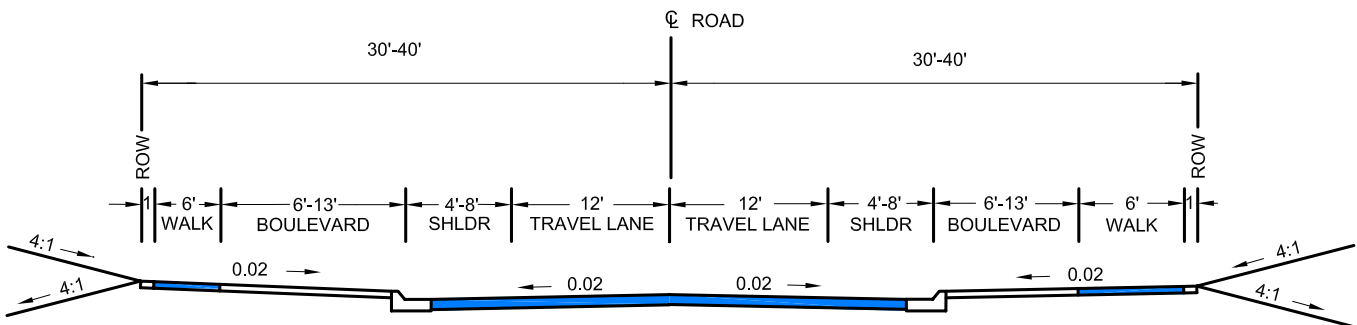 ℄ ROAD
30'-40' 30'-40'
ROW ROW
1 6' 6'-13' 4'-8' 12' 12' 4'-8' 6'-13' 6' 1
WALK BOULEVARD SHLDR TRAVEL LANE TRAVEL LANE SHLDR BOULEVARD WALK
4:1 4:1
0.02 0.02 0.02 0.02
4:1 4:1